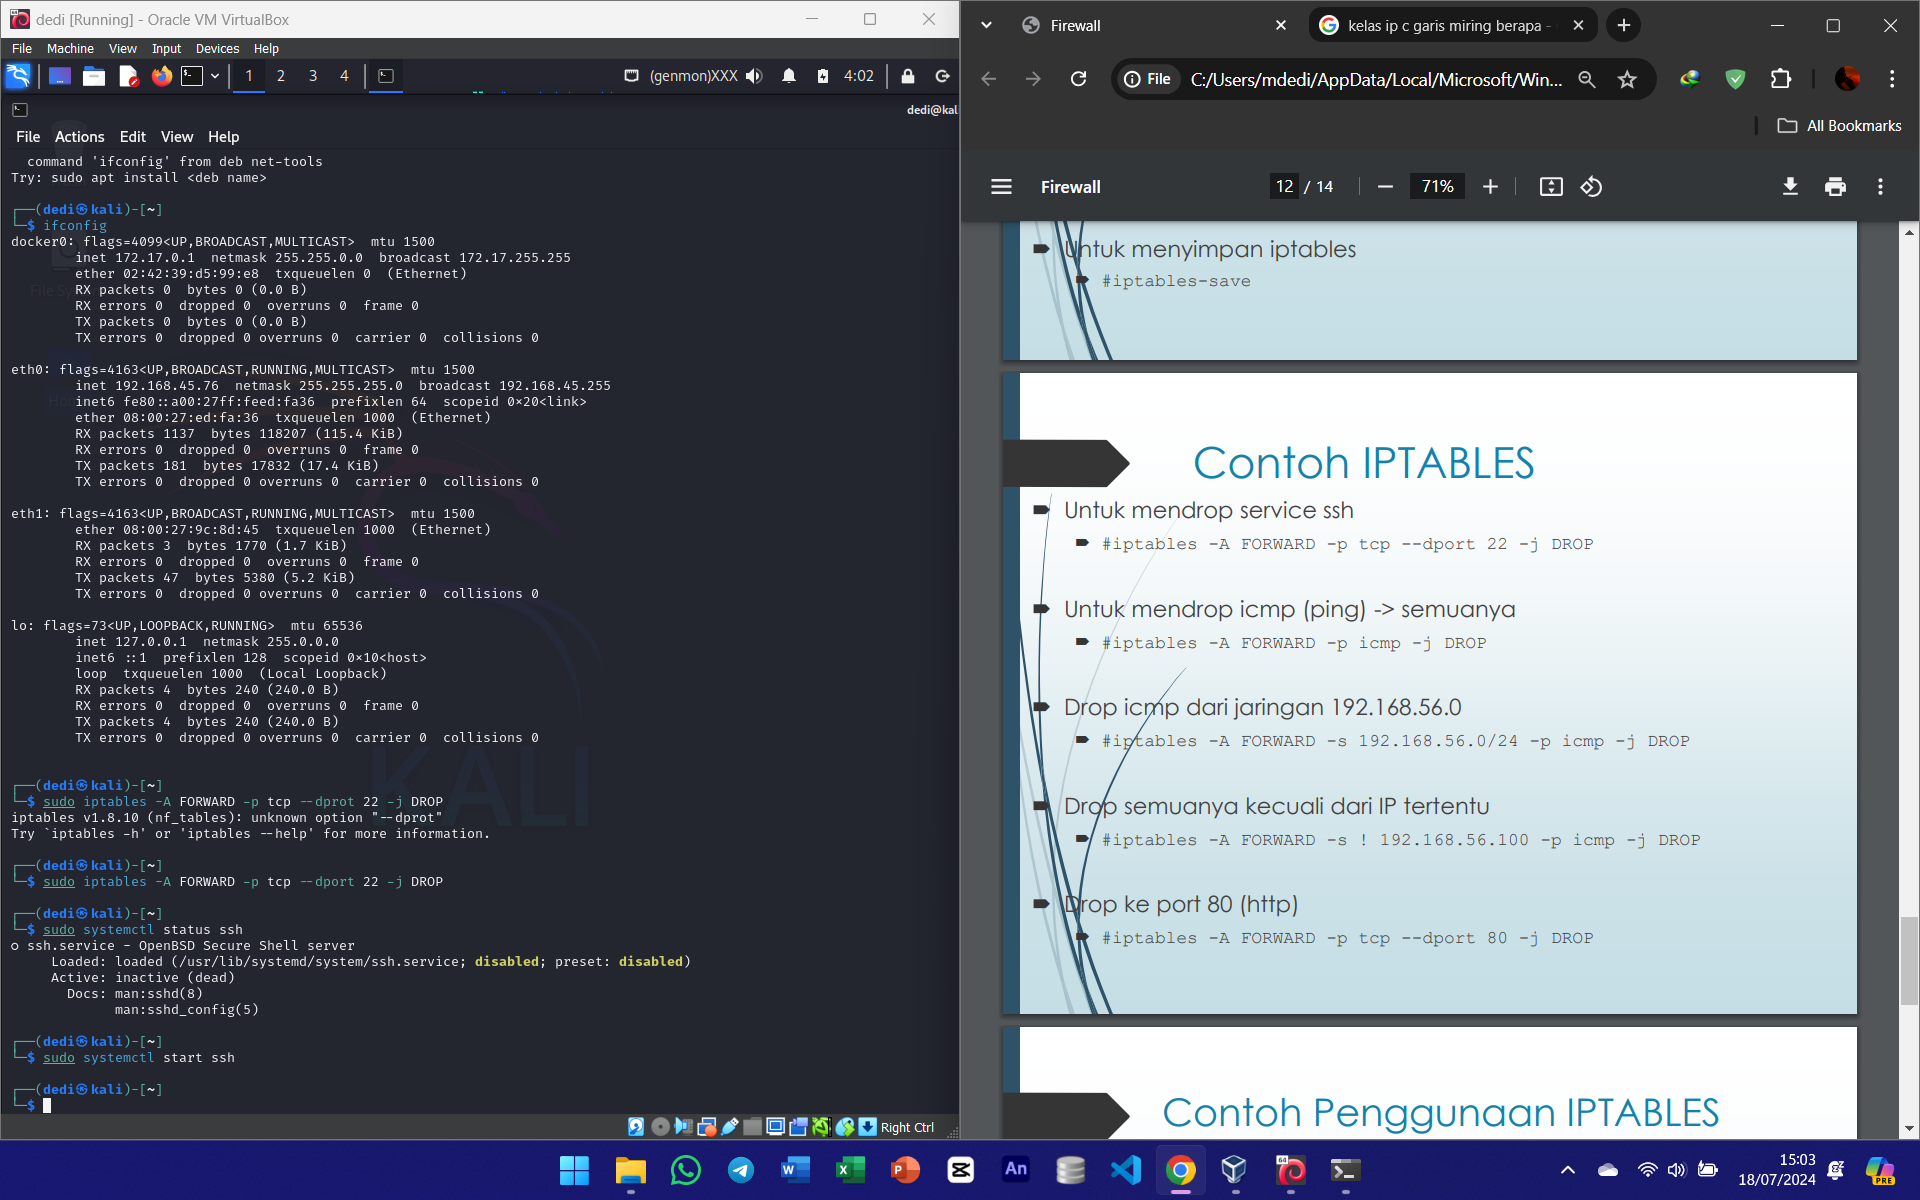 dedi [Running] - Oracle VM VirtualBox
File Machine View Input Devices Help
1 2 3 4
(genmon)XXX 4:02
dedi@kal
File Actions Edit View Help
command 'ifconfig' from deb net-tools
Try: sudo apt install <deb name>
(dedi㉿kali)-[~]
$ ifconfig
docker0: flags=4099<UP,BROADCAST,MULTICAST>  mtu 1500
inet 172.17.0.1  netmask 255.255.0.0  broadcast 172.17.255.255
ether 02:42:39:d5:99:e8  txqueuelen 0  (Ethernet)
RX packets 0  bytes 0 (0.0 B)
RX errors 0  dropped 0  overruns 0  frame 0
TX packets 0  bytes 0 (0.0 B)
TX errors 0  dropped 0 overruns 0  carrier 0  collisions 0
eth0: flags=4163<UP,BROADCAST,RUNNING,MULTICAST>  mtu 1500
inet 192.168.45.76  netmask 255.255.255.0  broadcast 192.168.45.255
inet6 fe80::a00:27ff:feed:fa36  prefixlen 64  scopeid 0×20<link>
ether 08:00:27:ed:fa:36  txqueuelen 1000  (Ethernet)
RX packets 1137  bytes 118207 (115.4 KiB)
RX errors 0  dropped 0  overruns 0  frame 0
TX packets 181  bytes 17832 (17.4 KiB)
TX errors 0  dropped 0 overruns 0  carrier 0  collisions 0
eth1: flags=4163<UP,BROADCAST,RUNNING,MULTICAST>  mtu 1500
ether 08:00:27:9c:8d:45  txqueuelen 1000  (Ethernet)
RX packets 3  bytes 1770 (1.7 KiB)
RX errors 0  dropped 0  overruns 0  frame 0
TX packets 47  bytes 5380 (5.2 KiB)
TX errors 0  dropped 0 overruns 0  carrier 0  collisions 0
lo: flags=73<UP,LOOPBACK,RUNNING>  mtu 65536
inet 127.0.0.1  netmask 255.0.0.0
inet6 ::1  prefixlen 128  scopeid 0×10<host>
loop  txqueuelen 1000  (Local Loopback)
RX packets 4  bytes 240 (240.0 B)
RX errors 0  dropped 0  overruns 0  frame 0
TX packets 4  bytes 240 (240.0 B)
TX errors 0  dropped 0 overruns 0  carrier 0  collisions 0
KALI
(dedi㉿kali)-[~]
$ sudo iptables -A FORWARD -p tcp --dprot 22 -j DROP
iptables v1.8.10 (nf_tables): unknown option "--dprot"
Try `iptables -h' or 'iptables --help' for more information.
(dedi㉿kali)-[~]
$ sudo iptables -A FORWARD -p tcp --dport 22 -j DROP
(dedi㉿kali)-[~]
$ sudo systemctl status ssh
○ ssh.service - OpenBSD Secure Shell server
Loaded: loaded (/usr/lib/systemd/system/ssh.service; disabled; preset: disabled)
Active: inactive (dead)
Docs: man:sshd(8)
man:sshd_config(5)
(dedi㉿kali)-[~]
$ sudo systemctl start ssh
(dedi㉿kali)-[~]
$
Right Ctrl
Firewall
kelas ip c garis miring berapa -
File C:/Users/mdedi/AppData/Local/Microsoft/Win...
All Bookmarks
Firewall 12 / 14 71%
Untuk menyimpan iptables
#iptables-save
Contoh IPTABLES
Untuk mendrop service ssh
#iptables -A FORWARD -p tcp --dport 22 -j DROP
Untuk mendrop icmp (ping) -> semuanya
#iptables -A FORWARD -p icmp -j DROP
Drop icmp dari jaringan 192.168.56.0
#iptables -A FORWARD -s 192.168.56.0/24 -p icmp -j DROP
Drop semuanya kecuali dari IP tertentu
#iptables -A FORWARD -s ! 192.168.56.100 -p icmp -j DROP
Drop ke port 80 (http)
#iptables -A FORWARD -p tcp --dport 80 -j DROP
Contoh Penggunaan IPTABLES
An
64
PRE
15:03
18/07/2024